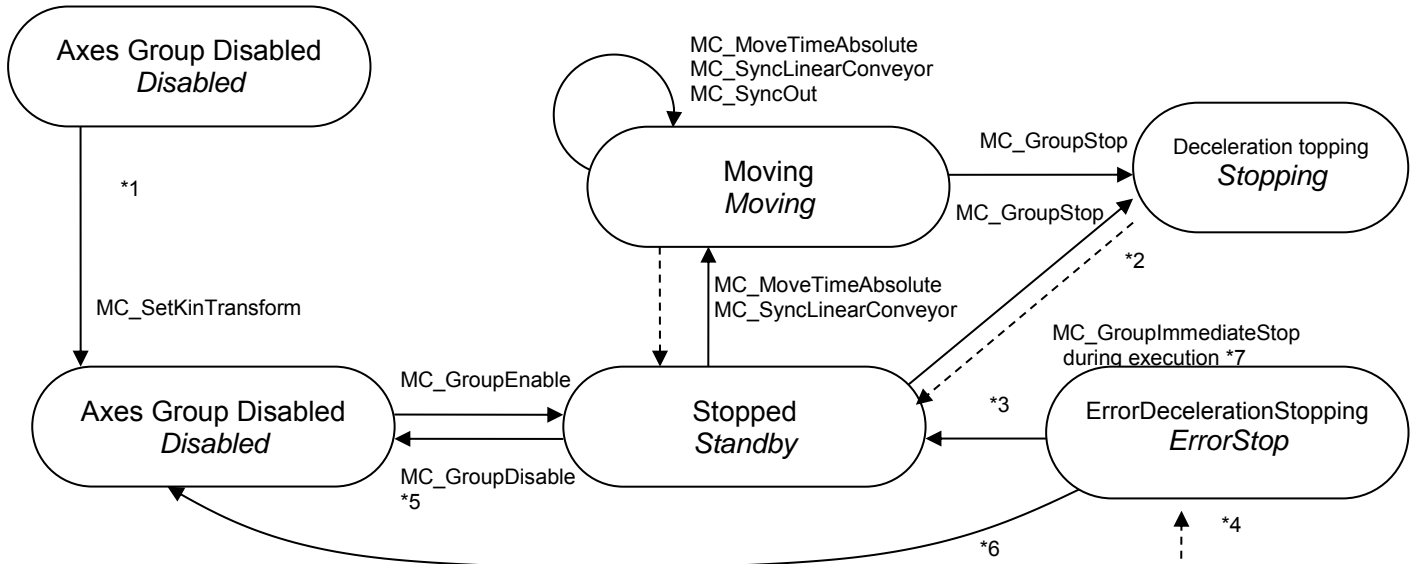 Axes Group Disabled
Disabled
MC_MoveTimeAbsolute
MC_SyncLinearConveyor
MC_SyncOut
Moving
Moving
MC_GroupStop
Deceleration topping
Stopping
*1
MC_GroupStop
*2
MC_SetKinTransform
MC_MoveTimeAbsolute
MC_SyncLinearConveyor
MC_GroupImmediateStop
during execution *7
Axes Group Disabled
Disabled
MC_GroupEnable
MC_GroupDisable
*5
Stopped
Standby
*3
ErrorDecelerationStopping
ErrorStop
*6
*4